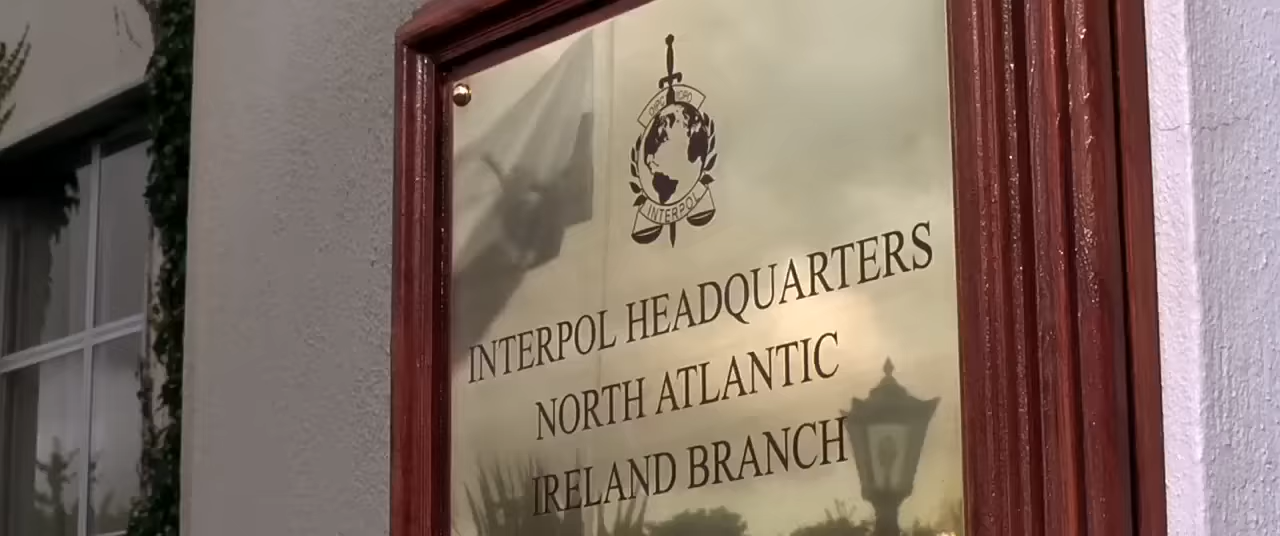 INTERPOL
INTERPOL HEADQUARTERS
NORTH ATLANTIC
IRELAND BRANCH